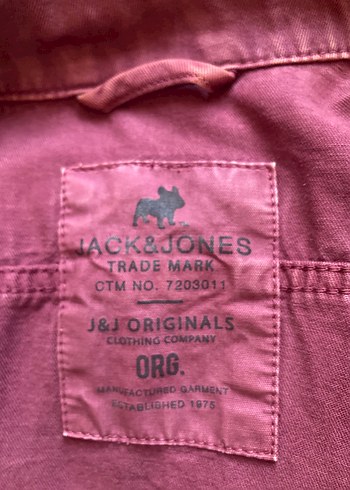 JACK&JONES
TRADE MARK
CTM NO. 7203011
J&J ORIGINALS
CLOTHING COMPANY
ORG.
MANUFACTURED GARMENT
ESTABLISHED 1975